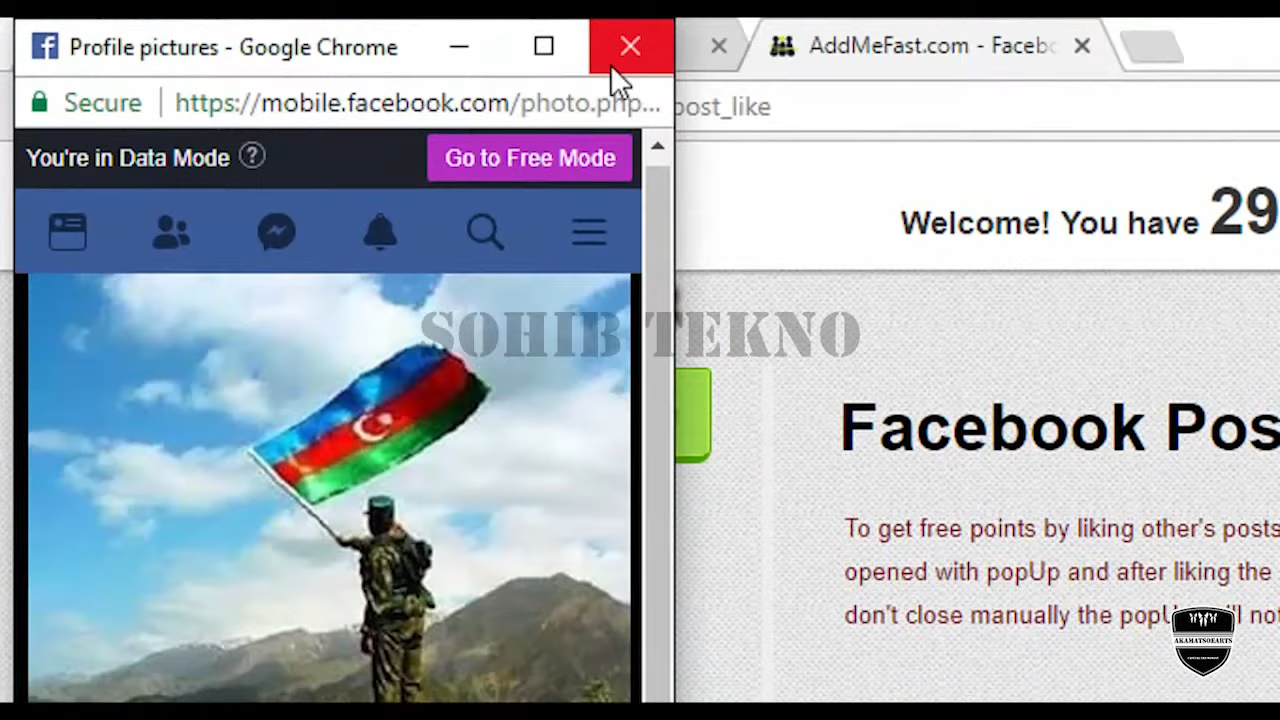 Profile pictures - Google Chrome
AddMeFast.com - Facebo
Secure
https://mobile.facebook.com/photo.php...
post_like
You're in Data Mode
Go to Free Mode
Welcome! You have 29
SOHIB TEKNO
Facebook Pos
To get free points by liking other's posts
opened with popUp and after liking the
don't close manually the popU
AKAMATSOEARTS